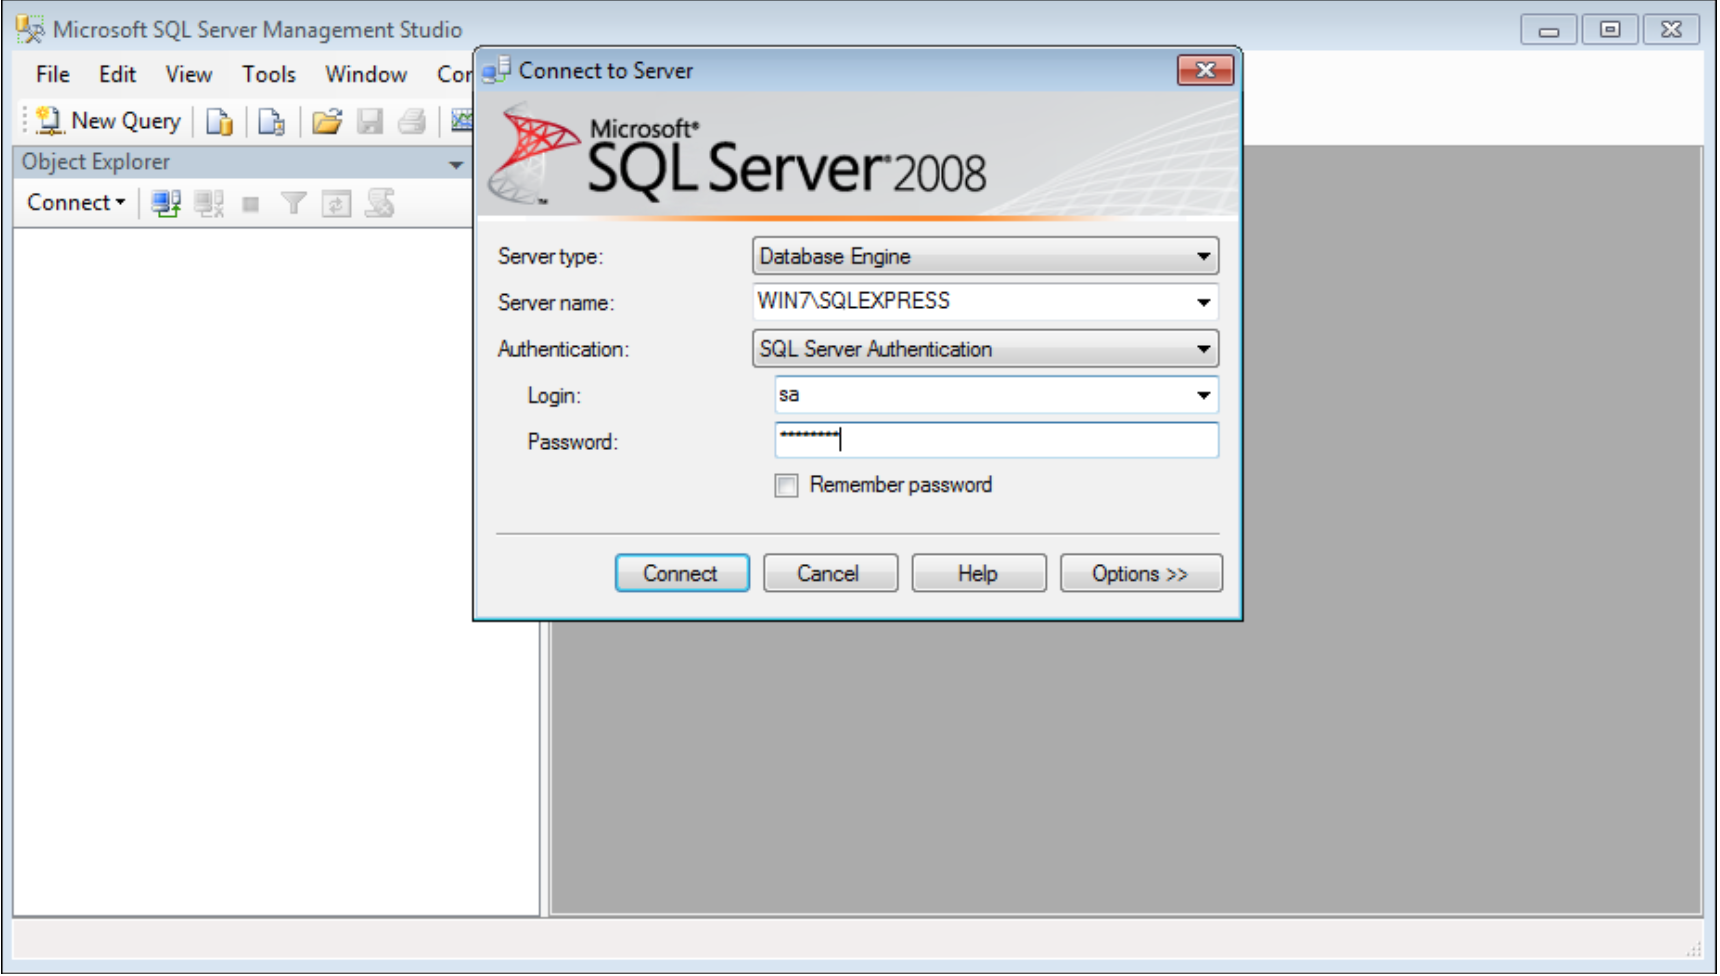 Microsoft SQL Server Management Studio
File Edit View Tools Window Cor
New Query
Object Explorer
Connect
Connect to Server
Microsoft®
SQL Server® 2008
Server type: Database Engine
Server name: WIN7\SQLEXPRESS
Authentication: SQL Server Authentication
Login: sa
Password: ********
Remember password
Connect Cancel Help Options >>